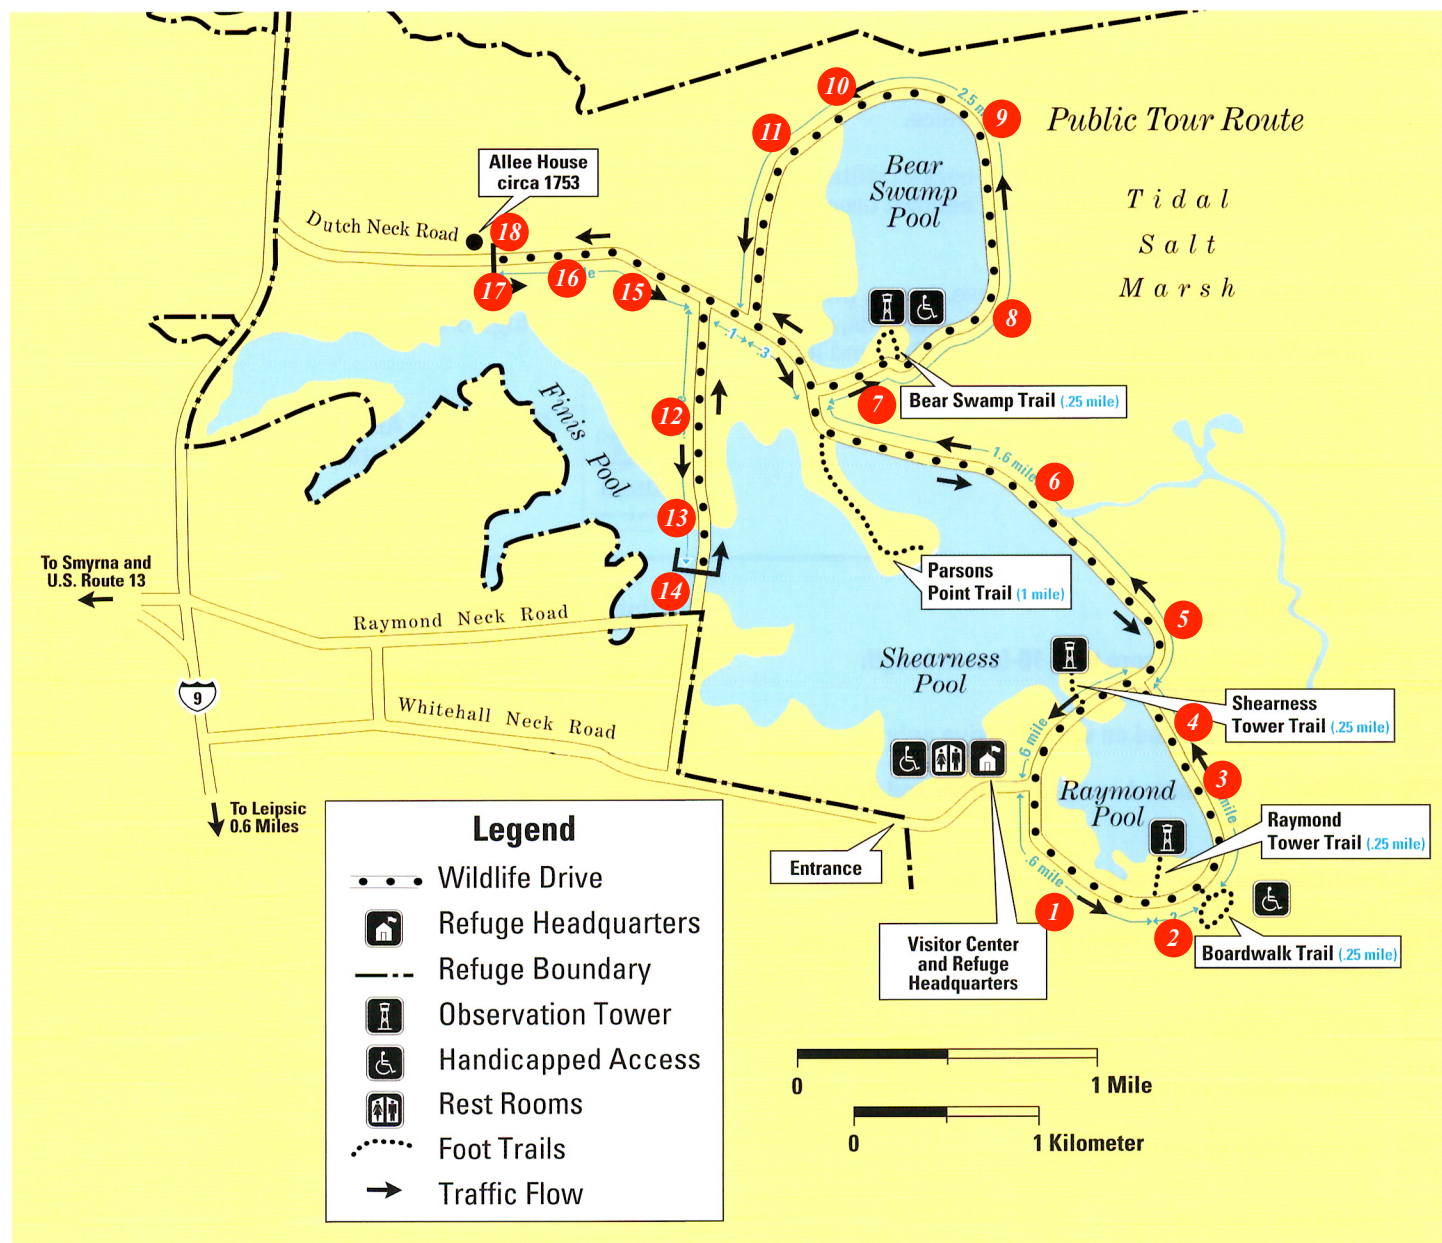 Public Tour Route
Tidal
Salt
Marsh
10
9
11
2.5 m
Bear
Swamp
Pool
Allee House
circa 1753
Dutch Neck Road
18
16
e
17
15
8
.1
.3
7
Bear Swamp Trail (.25 mile)
12
Finis Pool
1.6 mile
6
13
14
To Smyrna and
U.S. Route 13
Parsons
Point Trail (1 mile)
Raymond Neck Road
5
Shearness
Pool
9
Whitehall Neck Road
Shearness
Tower Trail (.25 mile)
4
.6 mile
3
mile
Raymond
Pool
To Leipsic
0.6 Miles
Raymond
Tower Trail (.25 mile)
Entrance
.6 mile
1
2
Boardwalk Trail (.25 mile)
Visitor Center
and Refuge
Headquarters
Legend
Wildlife Drive
Refuge Headquarters
Refuge Boundary
Observation Tower
Handicapped Access
Rest Rooms
Foot Trails
Traffic Flow
0 1 Mile
0 1 Kilometer